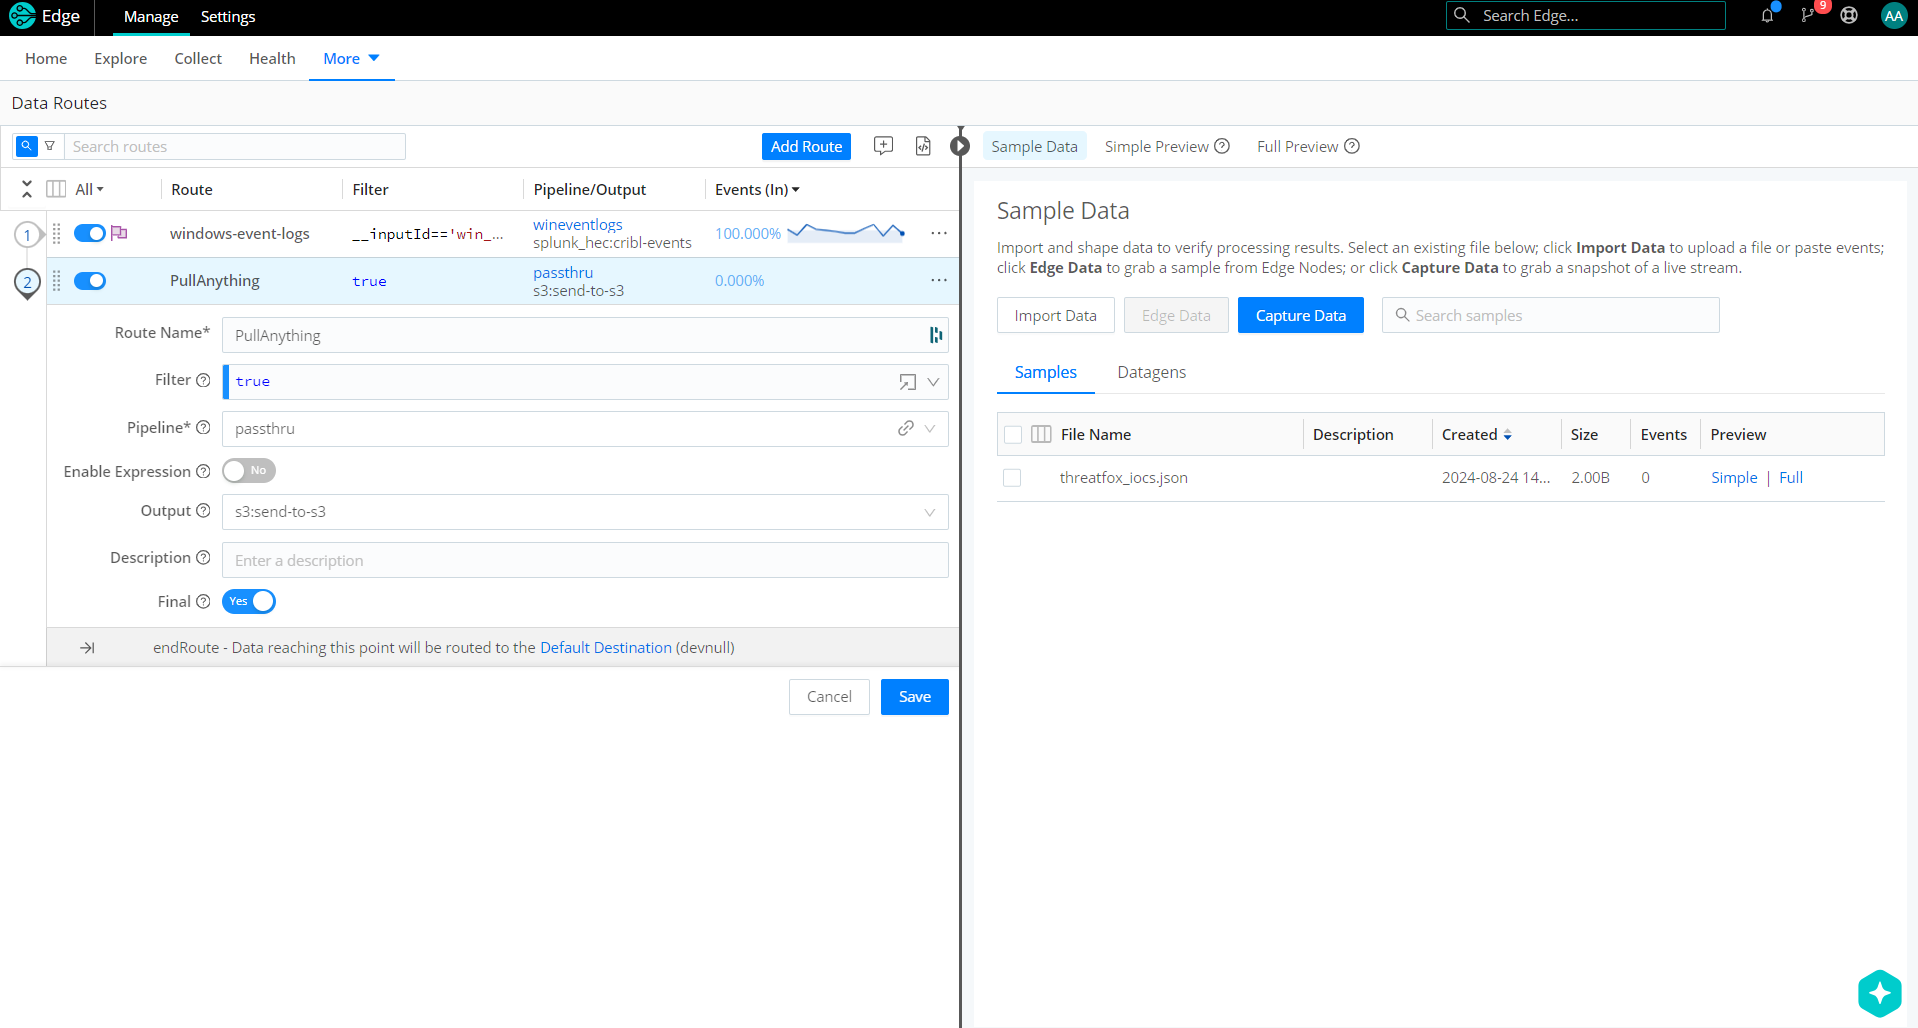 Edge
Manage
Settings
Search Edge...
9
AA
Home
Explore
Collect
Health
More
Data Routes
Search routes
Add Route
Sample Data
Simple Preview
Full Preview
All
Route
Filter
Pipeline/Output
Events (In)
1
windows-event-logs
__inputId=='win_...
wineventlogs
splunk_hec:cribl-events
100.000%
2
PullAnything
true
passthru
s3:send-to-s3
0.000%
Route Name*
PullAnything
Filter
true
Pipeline*
passthru
Enable Expression
No
Output
s3:send-to-s3
Description
Enter a description
Final
Yes
endRoute - Data reaching this point will be routed to the Default Destination (devnull)
Cancel
Save
Sample Data
Import and shape data to verify processing results. Select an existing file below; click Import Data to upload a file or paste events;
click Edge Data to grab a sample from Edge Nodes; or click Capture Data to grab a snapshot of a live stream.
Import Data
Edge Data
Capture Data
Search samples
Samples
Datagens
File Name
Description
Created
Size
Events
Preview
threatfox_iocs.json
2024-08-24 14...
2.00B
0
Simple | Full